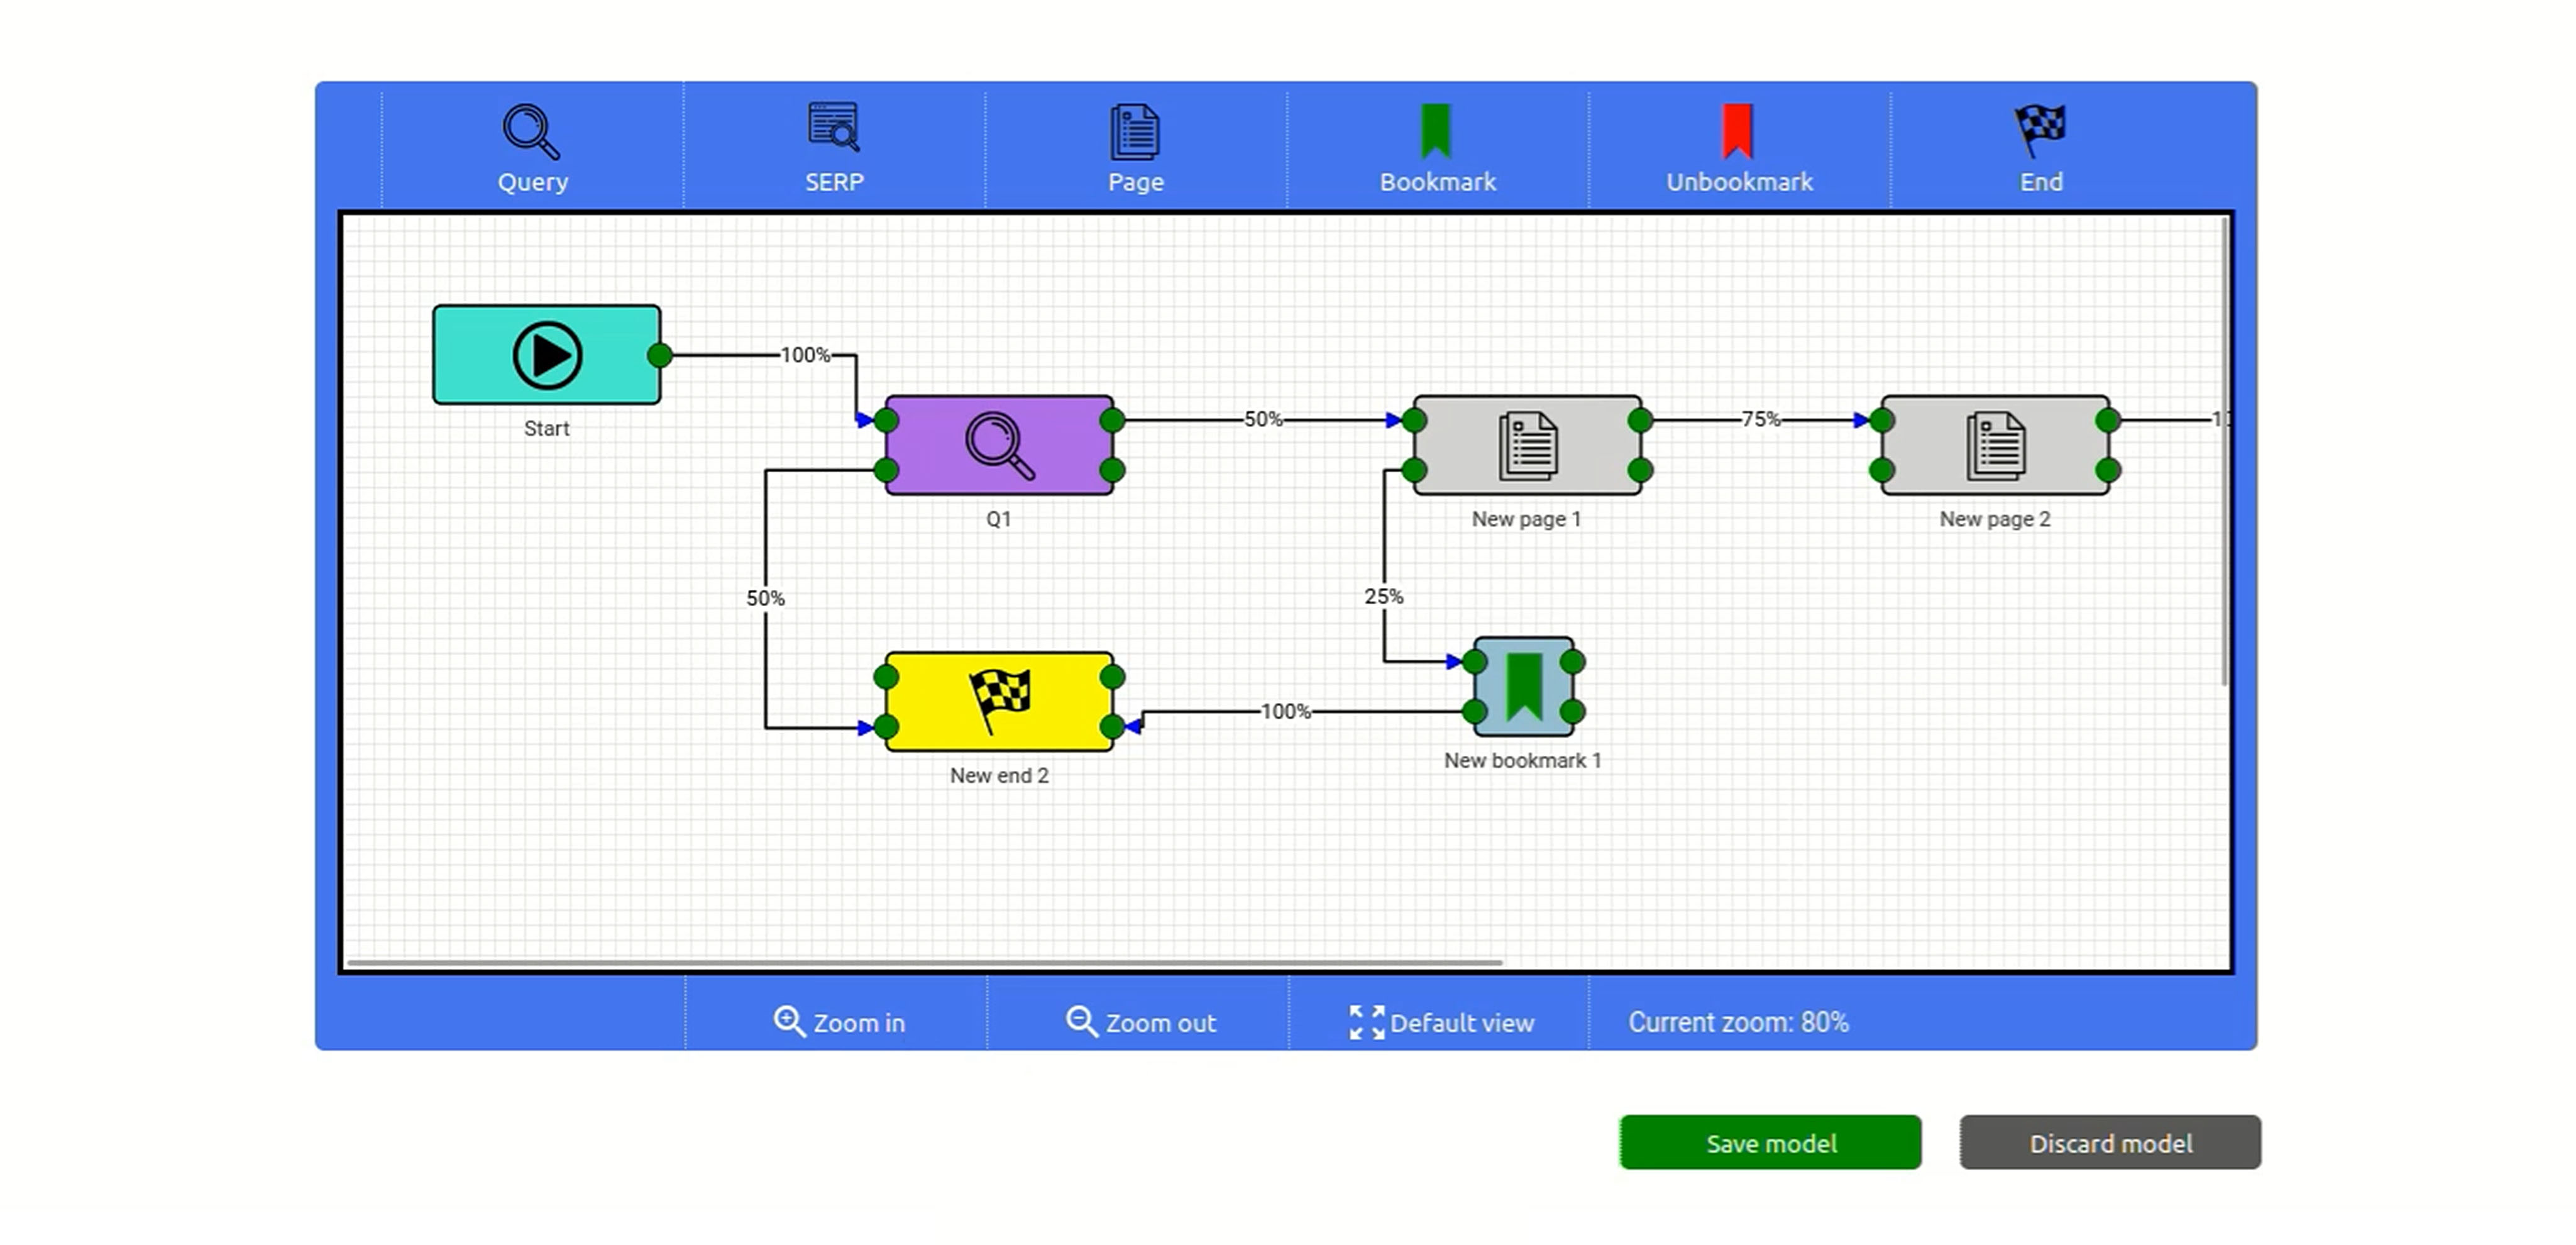 Query
SERP
Page
Bookmark
Unbookmark
End
100%
Start
50%
75%
Q1
New page 1
New page 2
50%
25%
100%
New end 2
New bookmark 1
Zoom in
Zoom out
Default view
Current zoom: 80%
Save model
Discard model